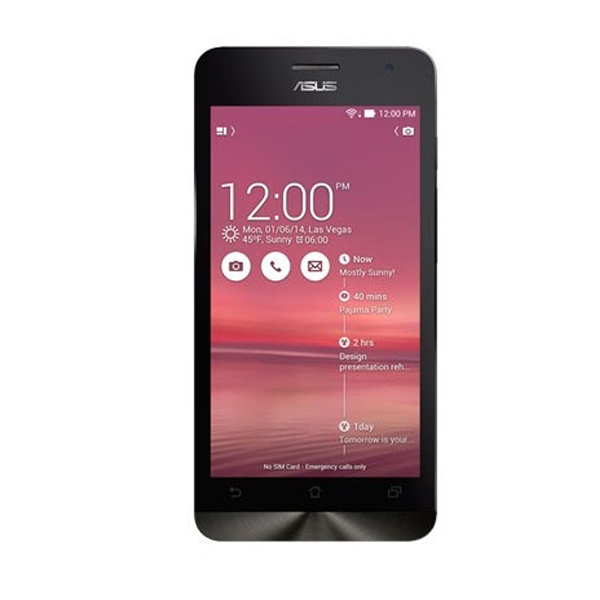 ASUS
12:00 PM
12:00 PM
Mon, 01/06/14, Las Vegas
45ºF, Sunny 06:00
Now
Mostly Sunny!
40 mins
Pajama Party
2 hrs
Design
presentation reh...
1day
Tomorrow is your...
No SIM Card - Emergency calls only